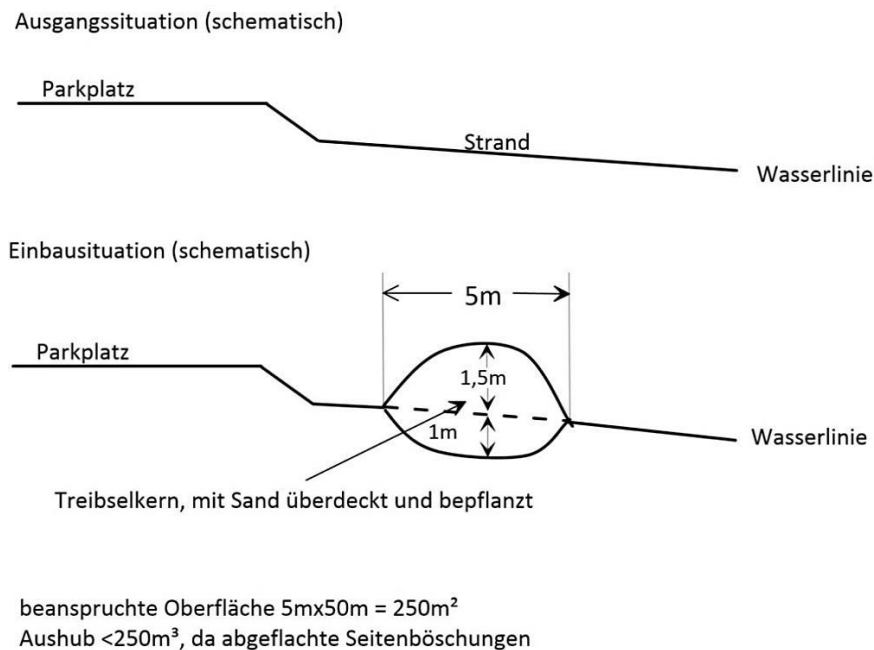 Ausgangssituation (schematisch)
Parkplatz
Strand
Wasserlinie
Einbausituation (schematisch)
5m
Parkplatz
1,5m
1m
Wasserlinie
Treibselkern, mit Sand überdeckt und bepflanzt
beanspruchte Oberfläche 5mx50m = 250m²
Aushub <250m³, da abgeflachte Seitenböschungen